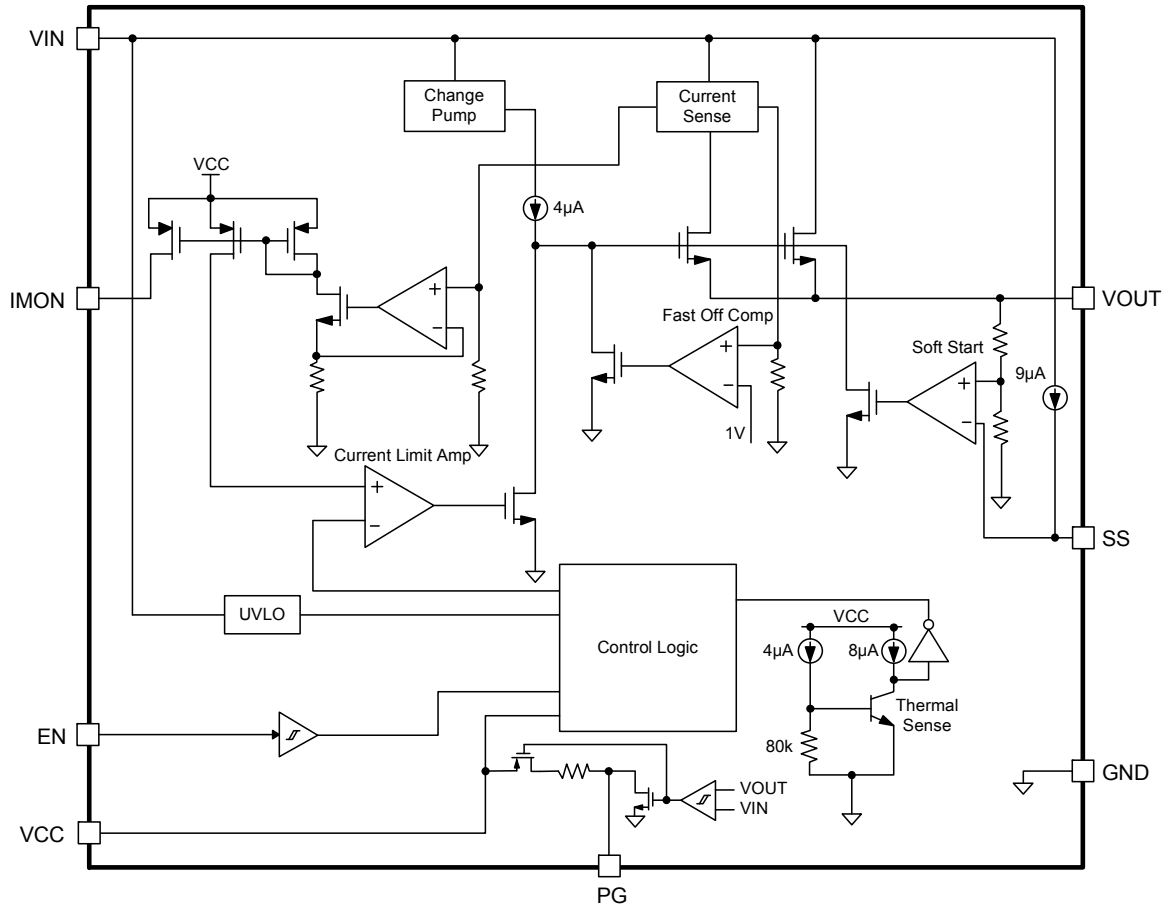 VIN
Change
Pump
Current
Sense
VCC
4µA
IMON
VOUT
Fast Off Comp
Soft Start
+
−
+
−
+
−
9µA
1V
Current Limit Amp
+
−
SS
UVLO
Control Logic
VCC
4µA
8µA
Thermal
Sense
EN
80k
VOUT
VIN
GND
VCC
PG